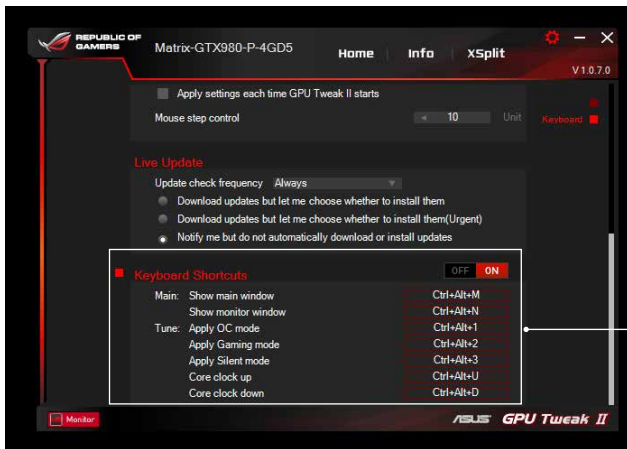 REPUBLIC OF
GAMERS
Matrix-GTX980-P-4GD5
Home Info XSplit
V 1.0.7.0
Apply settings each time GPU Tweak II starts
Mouse step control 10 Unit
Keyboard
Live Update
Update check frequency Always
Download updates but let me choose whether to install them
Download updates but let me choose whether to install them(Urgent)
Notify me but do not automatically download or install updates
Keyboard Shortcuts OFF ON
Main: Show main window Ctrl+Alt+M
Show monitor window Ctrl+Alt+N
Tune: Apply OC mode Ctrl+Alt+1
Apply Gaming mode Ctrl+Alt+2
Apply Silent mode Ctrl+Alt+3
Core clock up Ctrl+Alt+U
Core clock down Ctrl+Alt+D
Monitor ASUS GPU Tweak II